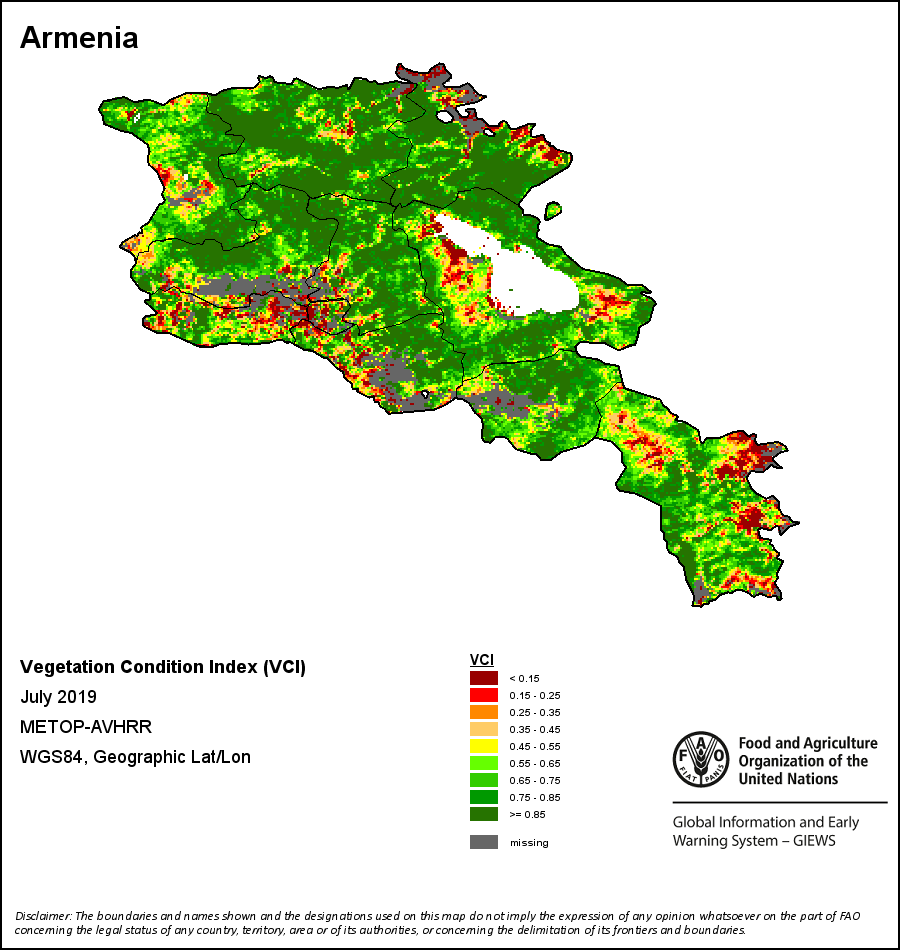 Armenia
Vegetation Condition Index (VCI)
July 2019
METOP-AVHRR
WGS84, Geographic Lat/Lon
VCI
< 0.15
0.15 - 0.25
0.25 - 0.35
0.35 - 0.45
0.45 - 0.55
0.55 - 0.65
0.65 - 0.75
0.75 - 0.85
>= 0.85
missing
F A O
FIAT PANIS
Food and Agriculture
Organization of the
United Nations
Global Information and Early
Warning System – GIEWS
Disclaimer: The boundaries and names shown and the designations used on this map do not imply the expression of any opinion whatsoever on the part of FAO
concerning the legal status of any country, territory, area or of its authorities, or concerning the delimitation of its frontiers and boundaries.